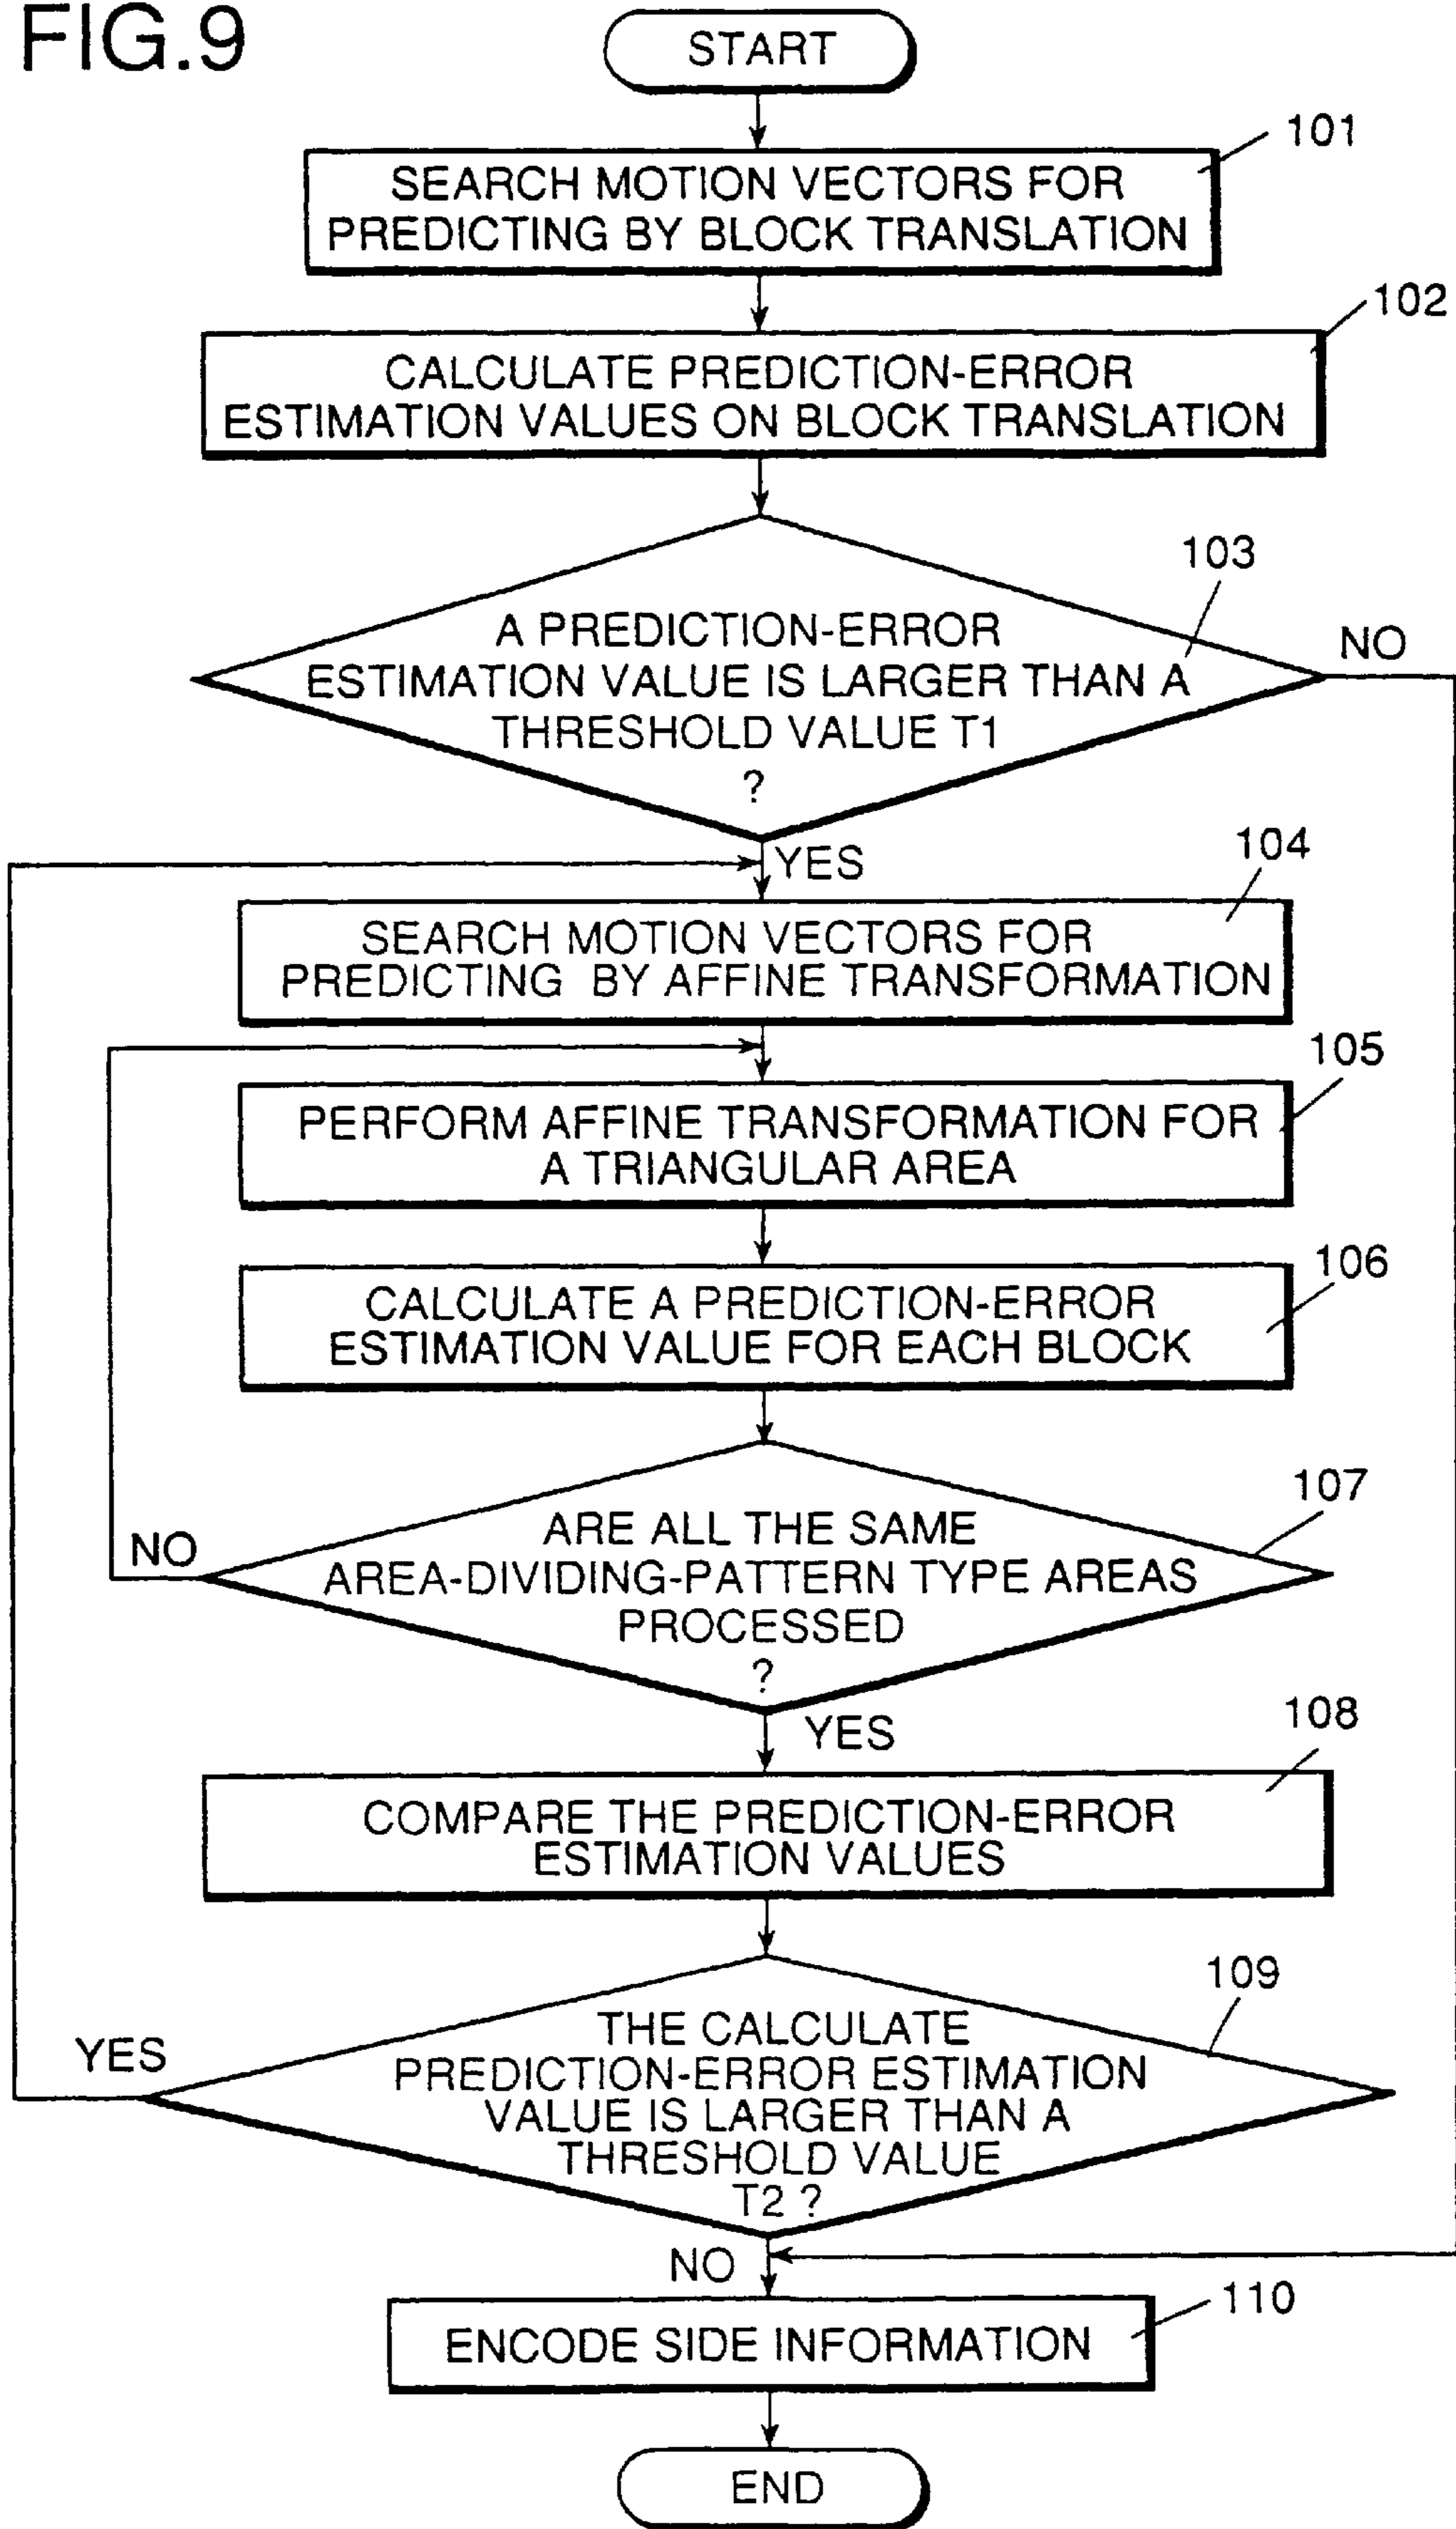 FIG.9
START
101
SEARCH MOTION VECTORS FOR
PREDICTING BY BLOCK TRANSLATION
102
CALCULATE PREDICTION-ERROR
ESTIMATION VALUES ON BLOCK TRANSLATION
103
A PREDICTION-ERROR
ESTIMATION VALUE IS LARGER THAN A
THRESHOLD VALUE T1
?
NO
YES
104
SEARCH MOTION VECTORS FOR
PREDICTING BY AFFINE TRANSFORMATION
105
PERFORM AFFINE TRANSFORMATION FOR
A TRIANGULAR AREA
106
CALCULATE A PREDICTION-ERROR
ESTIMATION VALUE FOR EACH BLOCK
107
ARE ALL THE SAME
AREA-DIVIDING-PATTERN TYPE AREAS
PROCESSED
?
NO
YES
108
COMPARE THE PREDICTION-ERROR
ESTIMATION VALUES
109
THE CALCULATE
PREDICTION-ERROR ESTIMATION
VALUE IS LARGER THAN A
THRESHOLD VALUE
T2 ?
YES
NO
110
ENCODE SIDE INFORMATION
END